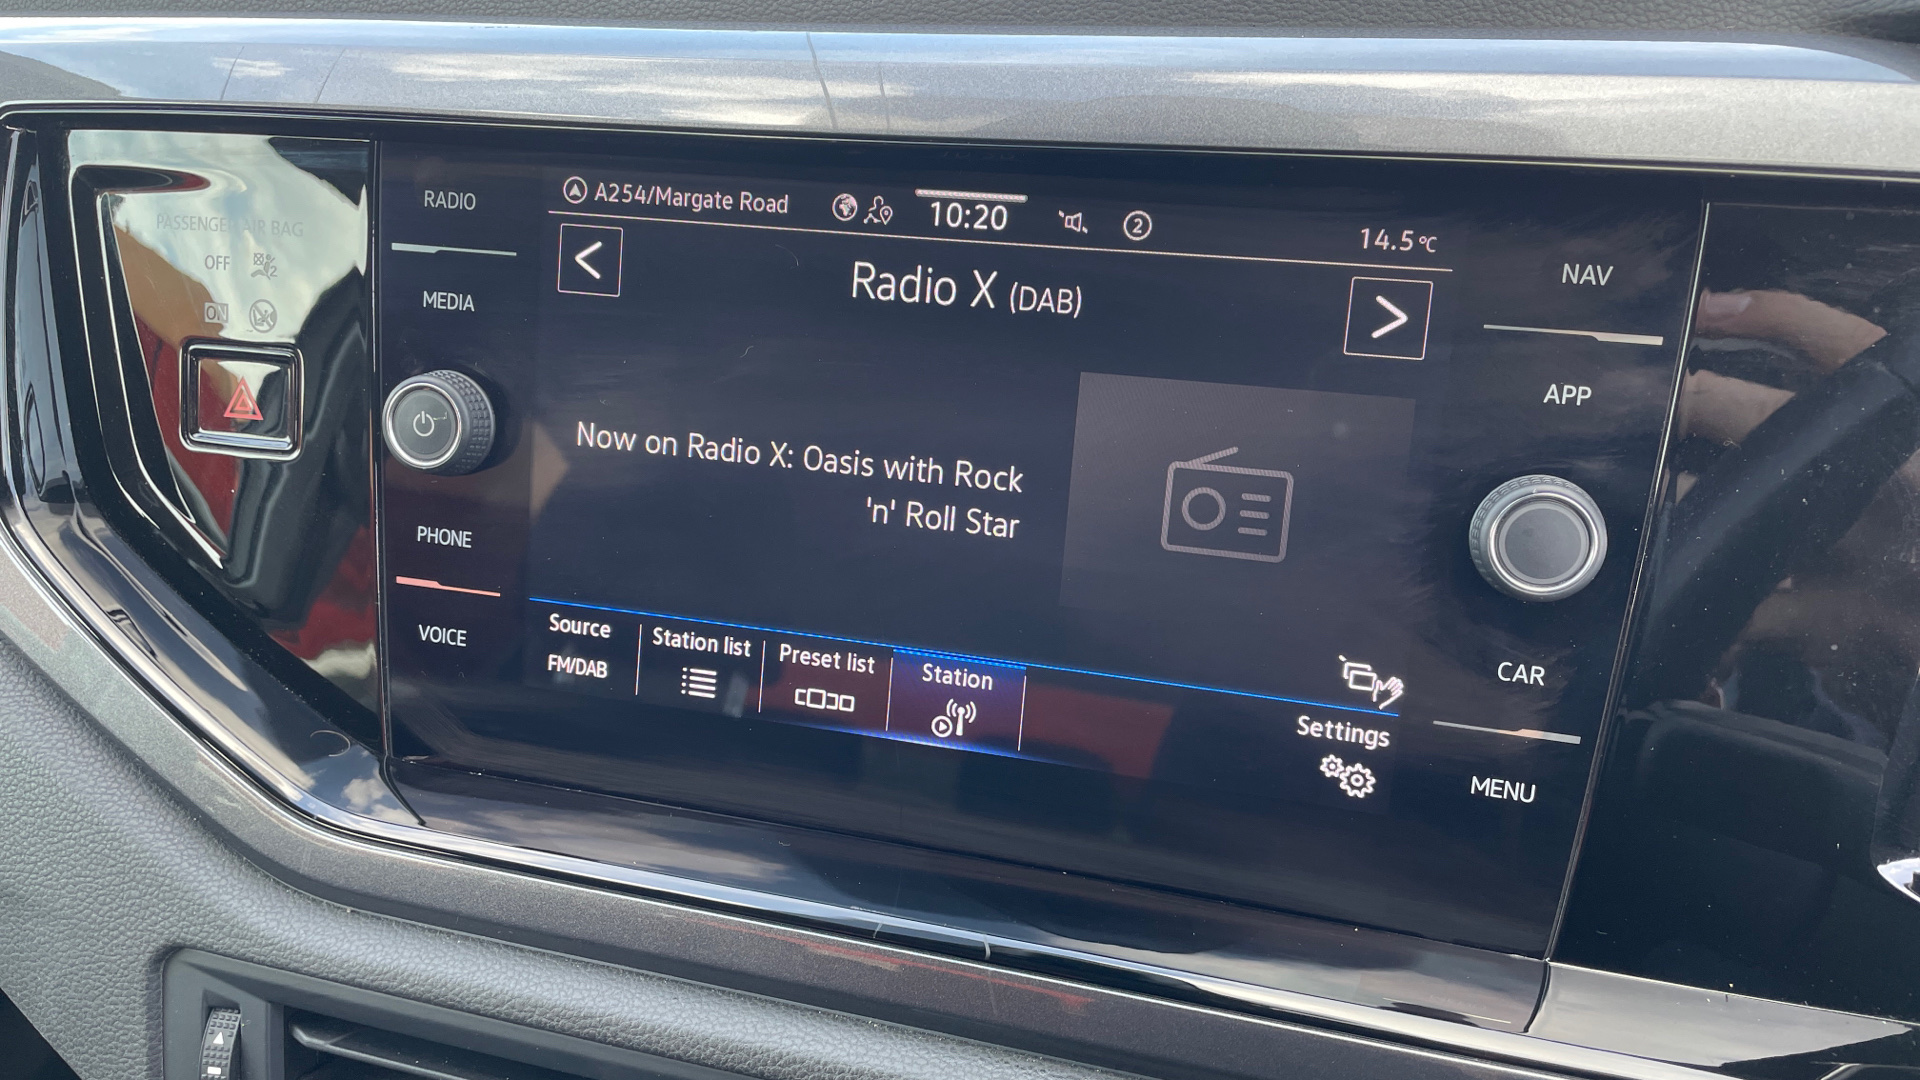 PASSENGER AIR BAG
OFF
2
ON
RADIO
MEDIA
PHONE
VOICE
A254/Margate Road
10:20
2
14.5°C
<
Radio X (DAB)
>
Now on Radio X: Oasis with Rock
'n' Roll Star
Source
FM/DAB
Station list
Preset list
Station
Settings
NAV
APP
CAR
MENU